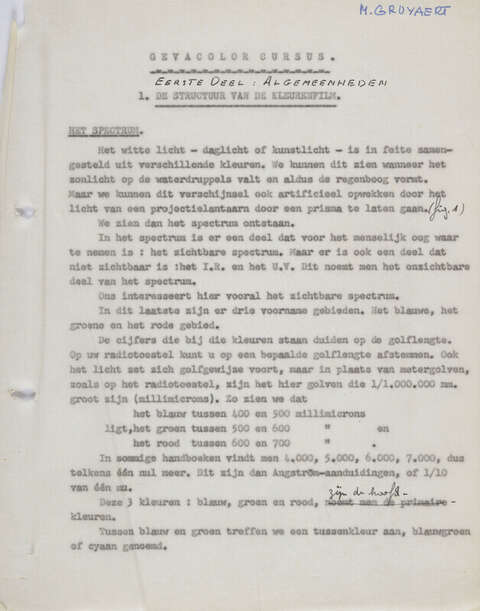 M. GRUYAERT
GEVACOLOR CURSUS.
EERSTE DEEL : ALGEMEENHEDEN
1. DE STRUCTUUR VAN DE KLEURENFILM.
HET SPECTRUM.
Het witte licht - daglicht of kunstlicht - is in feite samen-
gesteld uit verschillende kleuren. We kunnen dit zien wanneer het
zonlicht op de waterdruppels valt en aldus de regenboog vormt.
Maar we kunnen dit verschijnsel ook artificieel opwekken door het
licht van een projectielantaarn door een prisma te laten gaan. (fig. 1.)
We zien dan het spectrum ontstaan.
In het spectrum is er een deel dat voor het menselijk oog waar
te nemen is : het zichtbare spectrum. Maar er is ook een deel dat
niet zichtbaar is :het I.R. en het U.V. Dit noemt men het onzichtbare
deel van het spectrum.
Ons interesseert hier vooral het zichtbare spectrum.
In dit laatste zijn er drie voorname gebieden. Het blauwe, het
groene en het rode gebied.
De cijfers die bij die kleuren staan duiden op de golflengte.
Op uw radiotoestel kunt u op een bepaalde golflengte afstemmen. Ook
het licht zet zich golfgewijze voort, maar in plaats van metergolven,
zoals op het radiotoestel, zijn het hier golven die 1/1.000.000 mm.
groot zijn (millimicrons). Zo zien we dat
het blauw tussen 400 en 500 millimicrons
ligt,het groen tussen 500 en 600 " en
het rood tussen 600 en 700 " .
In sommige handboeken vindt men 4.000, 5.000, 6.000, 7.000, dus
telkens één nul meer. Dit zijn dan Angström-aanduidingen, of 1/10
van één mu.
zijn de hoofd-
Deze 3 kleuren : blauw, groen en rood, noemt men de primaire -
kleuren.
Tussen blauw en groen treffen we een tussenkleur aan, blauwgroen
of cyaan genoemd.